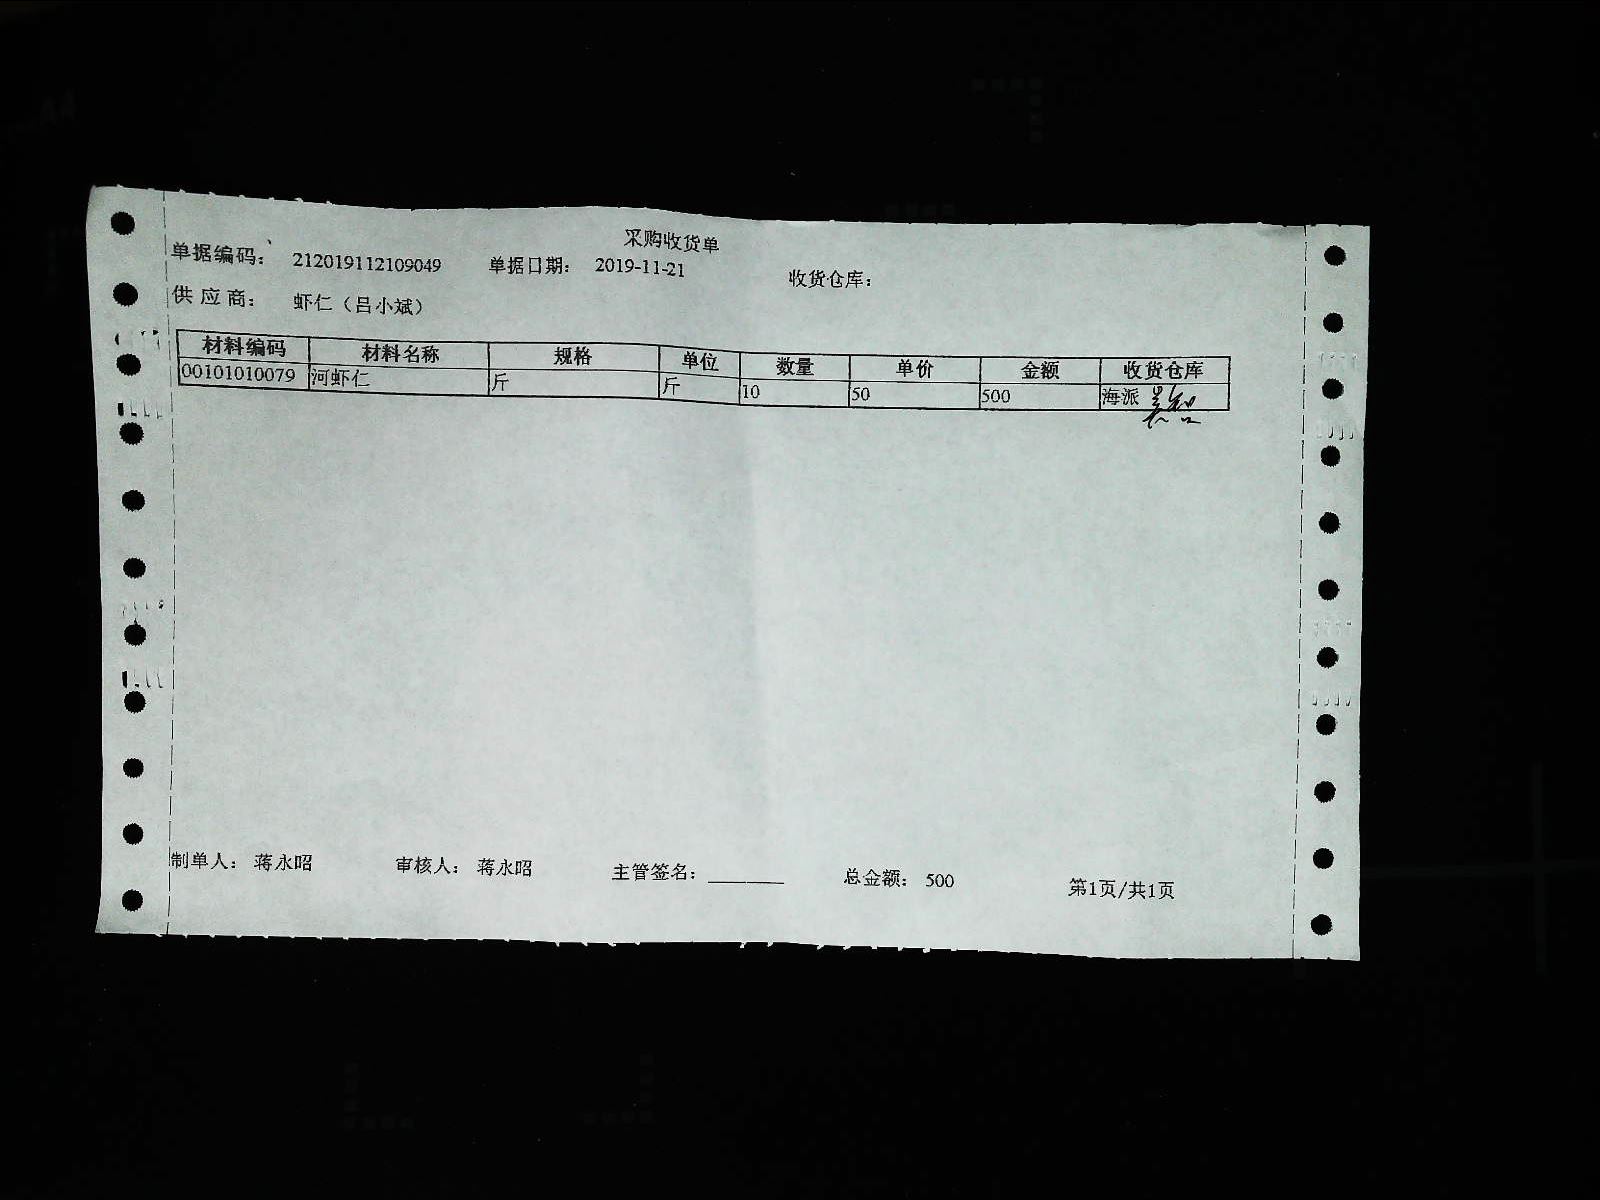 采购收货单
单据编码： 212019112109049 单据日期： 2019-11-21 收货仓库：
供应商： 虾仁（吕小斌）
材料编码 材料名称 规格 单位 数量 单价 金额 收货仓库
00101010079 河虾仁 斤 斤 10 50 500 海派
制单人： 蒋永昭 审核人： 蒋永昭 主管签名：________ 总金额： 500 第1页/共1页